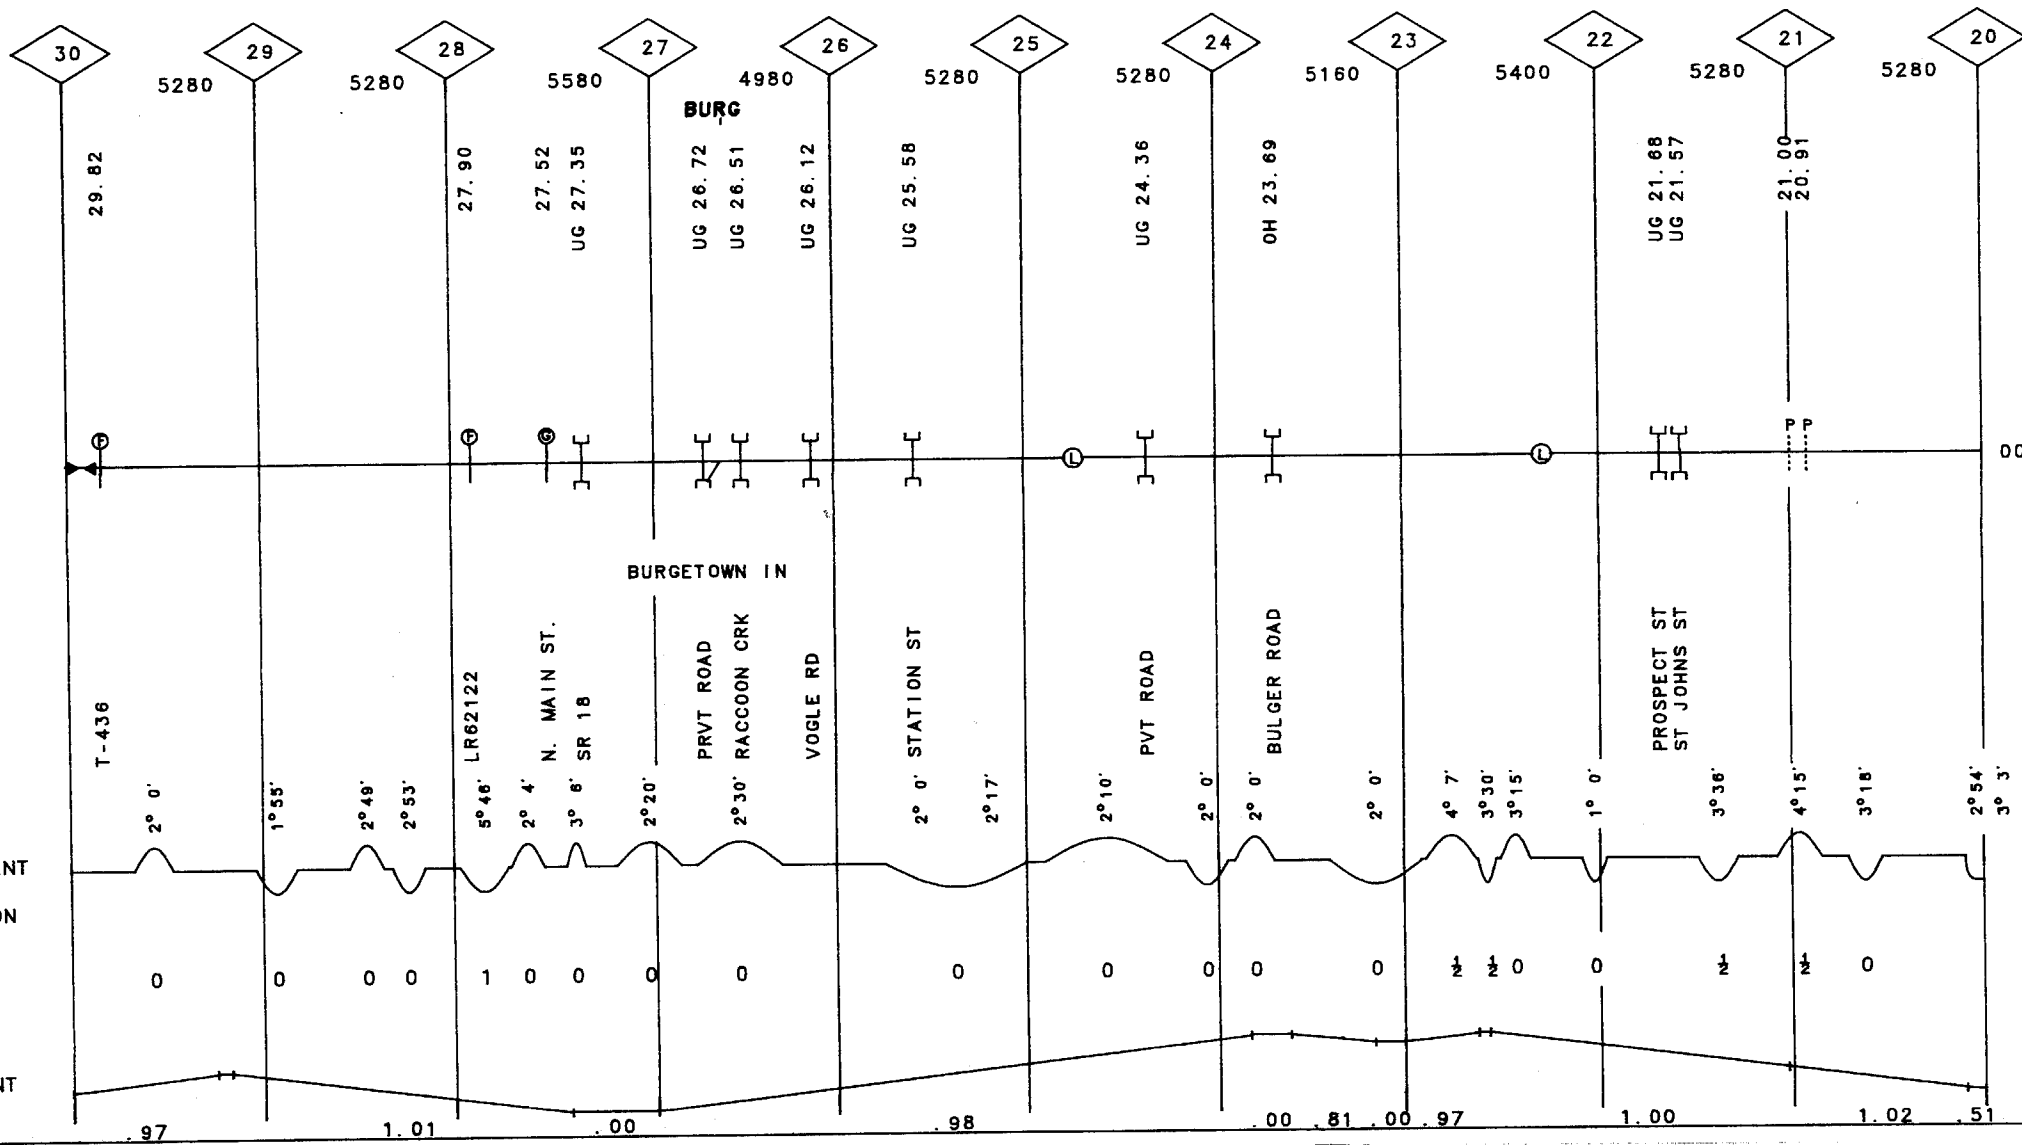 30 29 28 27 26 25 24 23 22 21 20
5280 5280 5580 4980 5280 5280 5160 5400 5280 5280
BURG
29.82
27.90
27.52
UG 27.35
UG 26.72
UG 26.51
UG 26.12
UG 25.58
UG 24.36
OH 23.69
UG 21.68
UG 21.57
21.00
20.91
F F G L L P P
00
BURGETOWN IN
T-436
LR62122
N. MAIN ST.
SR 18
PRVT ROAD
RACCOON CRK
VOGLE RD
STATION ST
PVT ROAD
BULGER ROAD
PROSPECT ST
ST JOHNS ST
2° 0'
1°55'
2°49'
2°53'
5°46'
2° 4'
3° 6'
2°20'
2°30'
2° 0'
2°17'
2°10'
2° 0'
2° 0'
2° 0'
4° 7'
3°30'
3°15'
1° 0'
3°36'
4°15'
3°18'
2°54'
3° 3'
NT
ON
0 0 0 0 1 0 0 0 0 0 0 0 0 0 ½ ½ 0 0 ½ ½ 0
NT
.97 1.01 .00 .98 .00 .81 .00 .97 1.00 1.02 .51